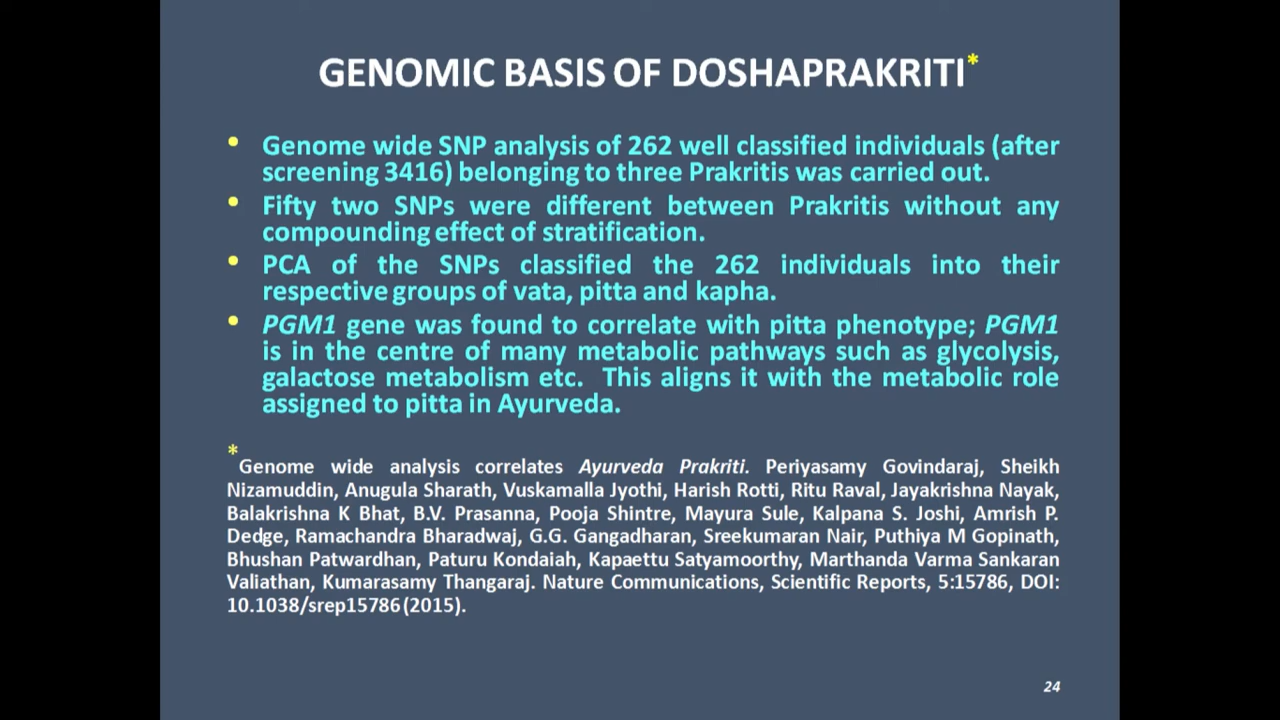 GENOMIC BASIS OF DOSHAPRAKRITI*
• Genome wide SNP analysis of 262 well classified individuals (after
screening 3416) belonging to three Prakritis was carried out.
• Fifty two SNPs were different between Prakritis without any
compounding effect of stratification.
• PCA of the SNPs classified the 262 individuals into their
respective groups of vata, pitta and kapha.
• PGM1 gene was found to correlate with pitta phenotype; PGM1
is in the centre of many metabolic pathways such as glycolysis,
galactose metabolism etc. This aligns it with the metabolic role
assigned to pitta in Ayurveda.
*Genome wide analysis correlates Ayurveda Prakriti. Periyasamy Govindaraj, Sheikh
Nizamuddin, Anugula Sharath, Vuskamalla Jyothi, Harish Rotti, Ritu Raval, Jayakrishna Nayak,
Balakrishna K Bhat, B.V. Prasanna, Pooja Shintre, Mayura Sule, Kalpana S. Joshi, Amrish P.
Dedge, Ramachandra Bharadwaj, G.G. Gangadharan, Sreekumaran Nair, Puthiya M Gopinath,
Bhushan Patwardhan, Paturu Kondaiah, Kapaettu Satyamoorthy, Marthanda Varma Sankaran
Valiathan, Kumarasamy Thangaraj. Nature Communications, Scientific Reports, 5:15786, DOI:
10.1038/srep15786 (2015).
24